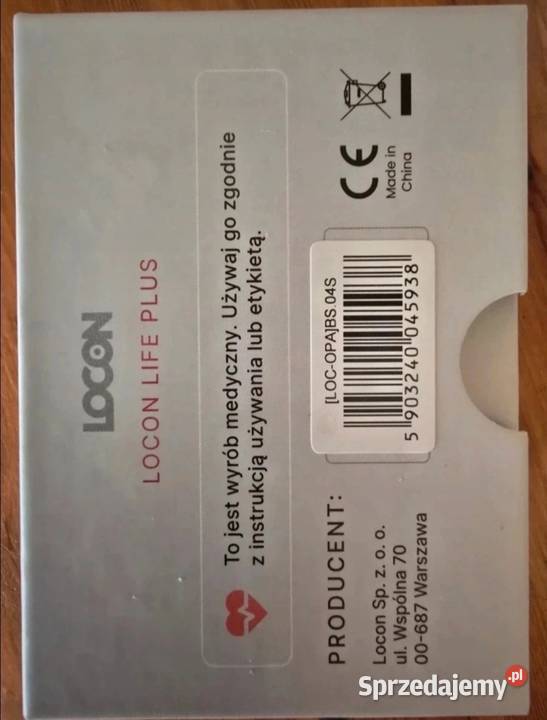 LOCON
LOCON LIFE PLUS
To jest wyrób medyczny. Używaj go zgodnie
z instrukcją używania lub etykietą.
PRODUCENT:
Locon Sp. z. o. o.
ul. Wspólna 70
00-687 Warszawa
[LOC-OPA]BS.04S
5 903240 045938
CE
Made in
China
Sprzedajemy.pl